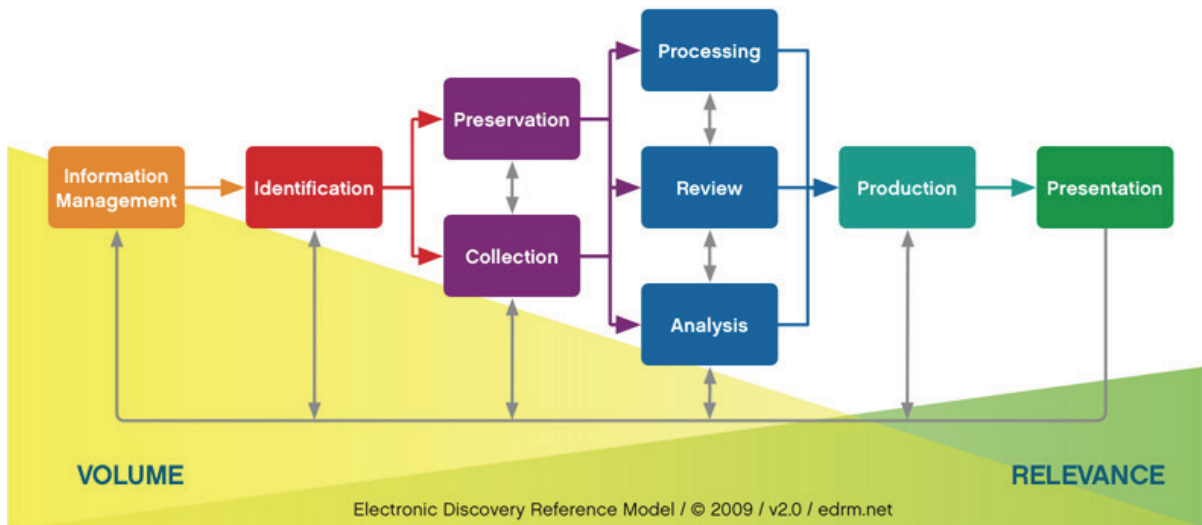 Information
Management
Identification
Preservation
Collection
Processing
Review
Analysis
Production
Presentation
VOLUME
RELEVANCE
Electronic Discovery Reference Model / © 2009 / v2.0 / edrm.net